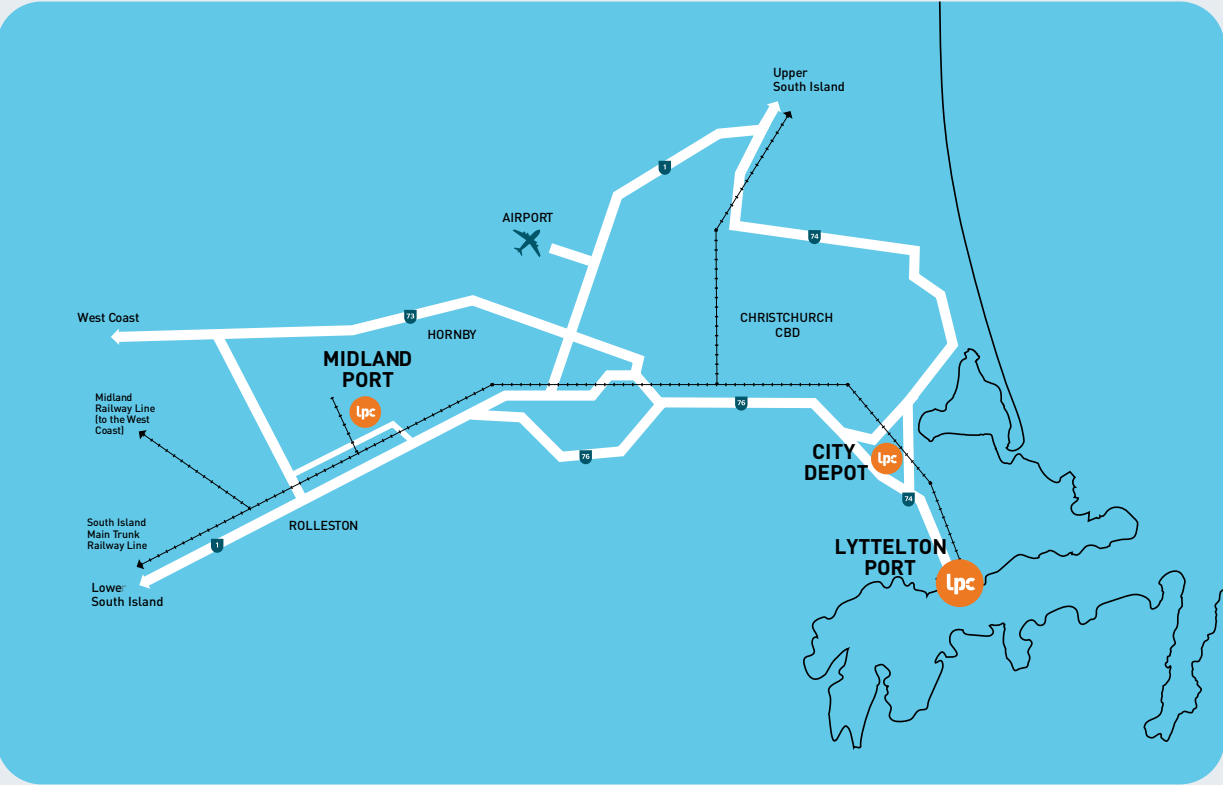 Upper
South Island
1
AIRPORT
74
West Coast
73
HORNBY
CHRISTCHURCH
CBD
MIDLAND
PORT
lpc
Midland
Railway Line
(to the West
Coast)
76
76
CITY
DEPOT
lpc
74
South Island
Main Trunk
Railway Line
ROLLESTON
1
LYTTELTON
PORT
lpc
Lower
South Island